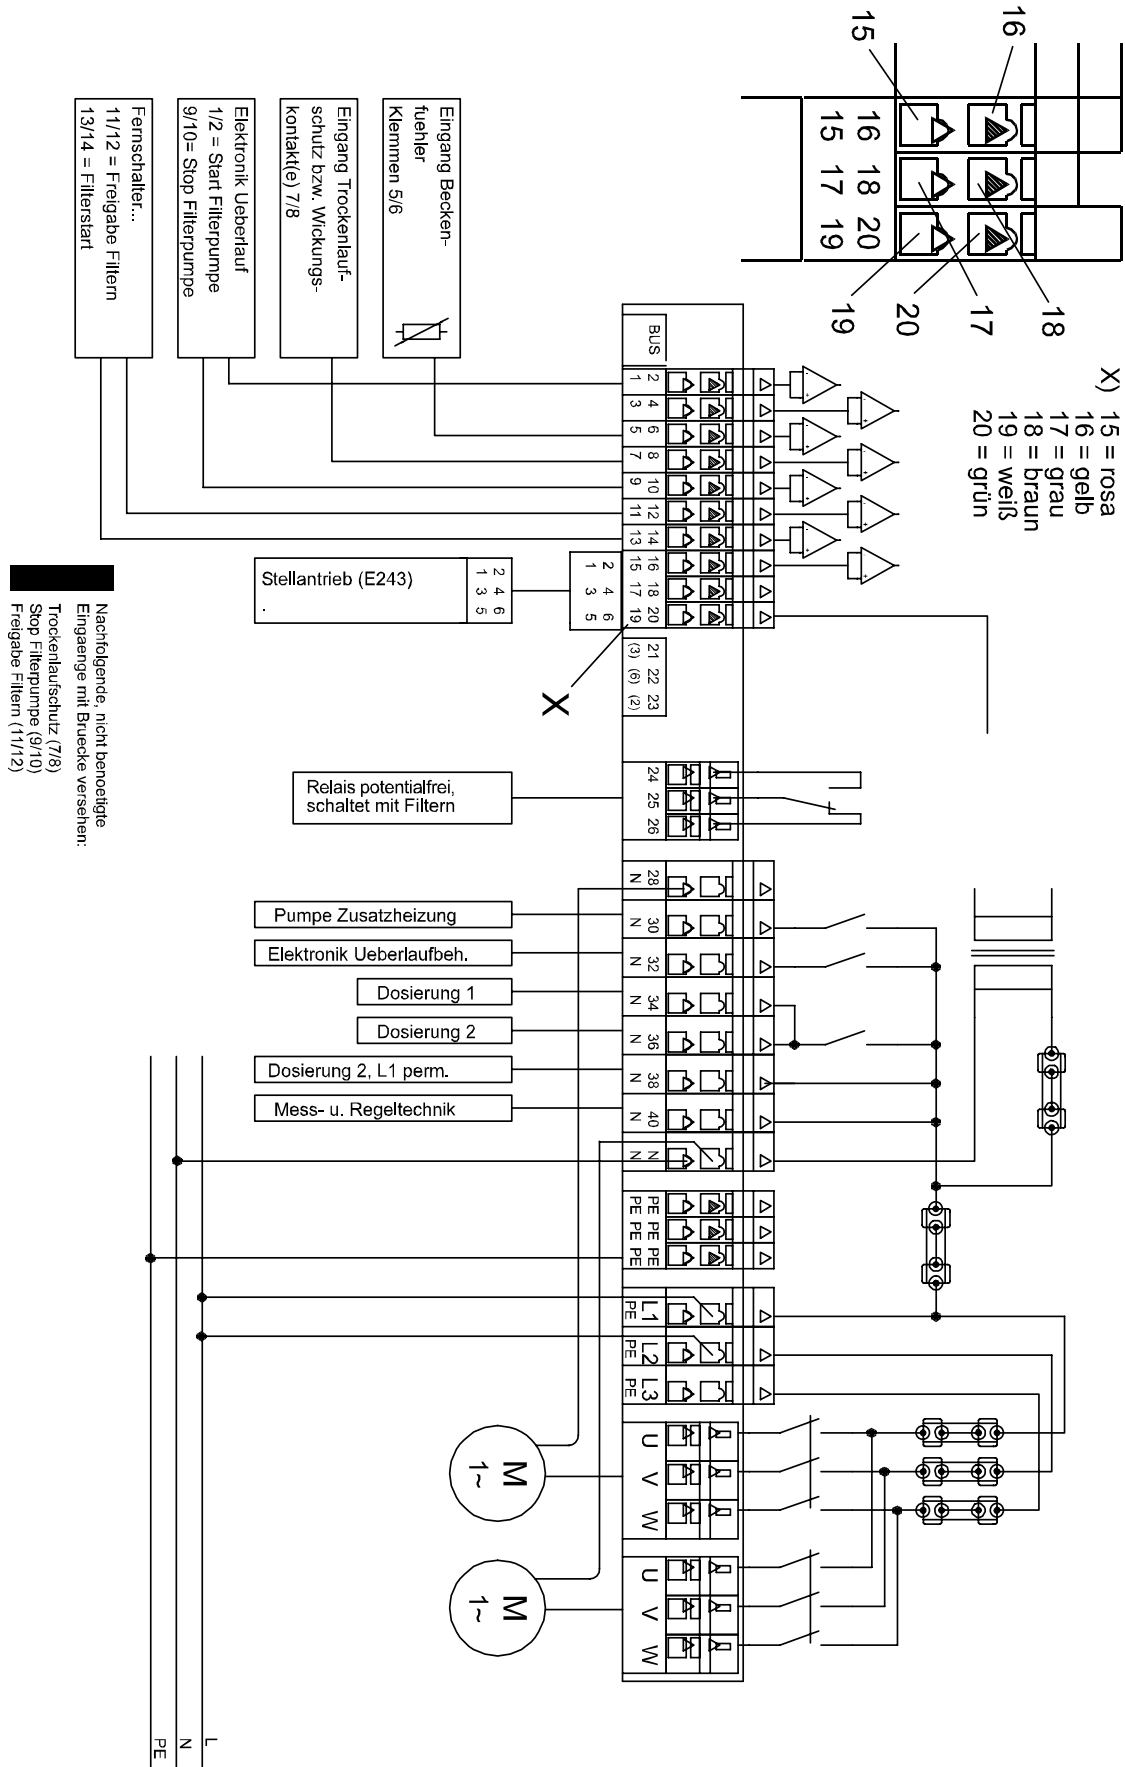 16
15
16 18 20
15 17 19
18
17
20
19
X) 15 = rosa
16 = gelb
17 = grau
18 = braun
19 = weiß
20 = grün
Eingang Becken-
fuehler
Klemmen 5/6
Eingang Trockenlauf-
schutz bzw. Wickungs-
kontakt(e) 7/8
Elektronik Ueberlauf
1/2 = Start Filterpumpe
9/10= Stop Filterpumpe
Fernschalter...
11/12 = Freigabe Filtern
13/14 = Filterstart
BUS
2 4 6 8 10 12 14 16 18 20
1 3 5 7 9 11 13 15 17 19
Stellantrieb (E243)
.
2 4 6
1 3 5
2 4 6
1 3 5
21 22 23
(3) (6) (2)
X
Nachfolgende, nicht benoetigte
Eingaenge mit Bruecke versehen:
Trockenlaufschutz (7/8)
Stop Filterpumpe (9/10)
Freigabe Filtern (11/12)
Relais potentialfrei,
schaltet mit Filtern
24 25 26
Pumpe Zusatzheizung
Elektronik Ueberlaufbeh.
Dosierung 1
Dosierung 2
Dosierung 2, L1 perm.
Mess- u. Regeltechnik
28 30 32 34 36 38 40 N
N N N N N N N N
PE PE PE
PE PE PE
L1 L2 L3
PE PE PE
U V W
U V W
M
1~
M
1~
L
N
PE